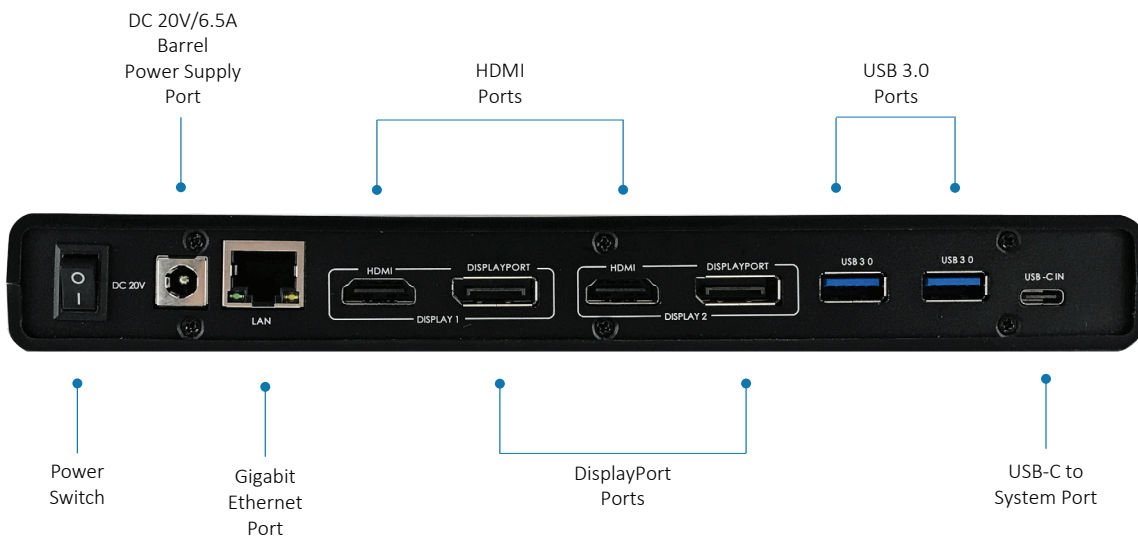 DC 20V/6.5A
Barrel
Power Supply
Port
HDMI
Ports
USB 3.0
Ports
O
I
DC 20V
LAN
HDMI
DISPLAYPORT
DISPLAY 1
HDMI
DISPLAYPORT
DISPLAY 2
USB 3 0
USB 3 0
USB -C IN
Power
Switch
Gigabit
Ethernet
Port
DisplayPort
Ports
USB-C to
System Port